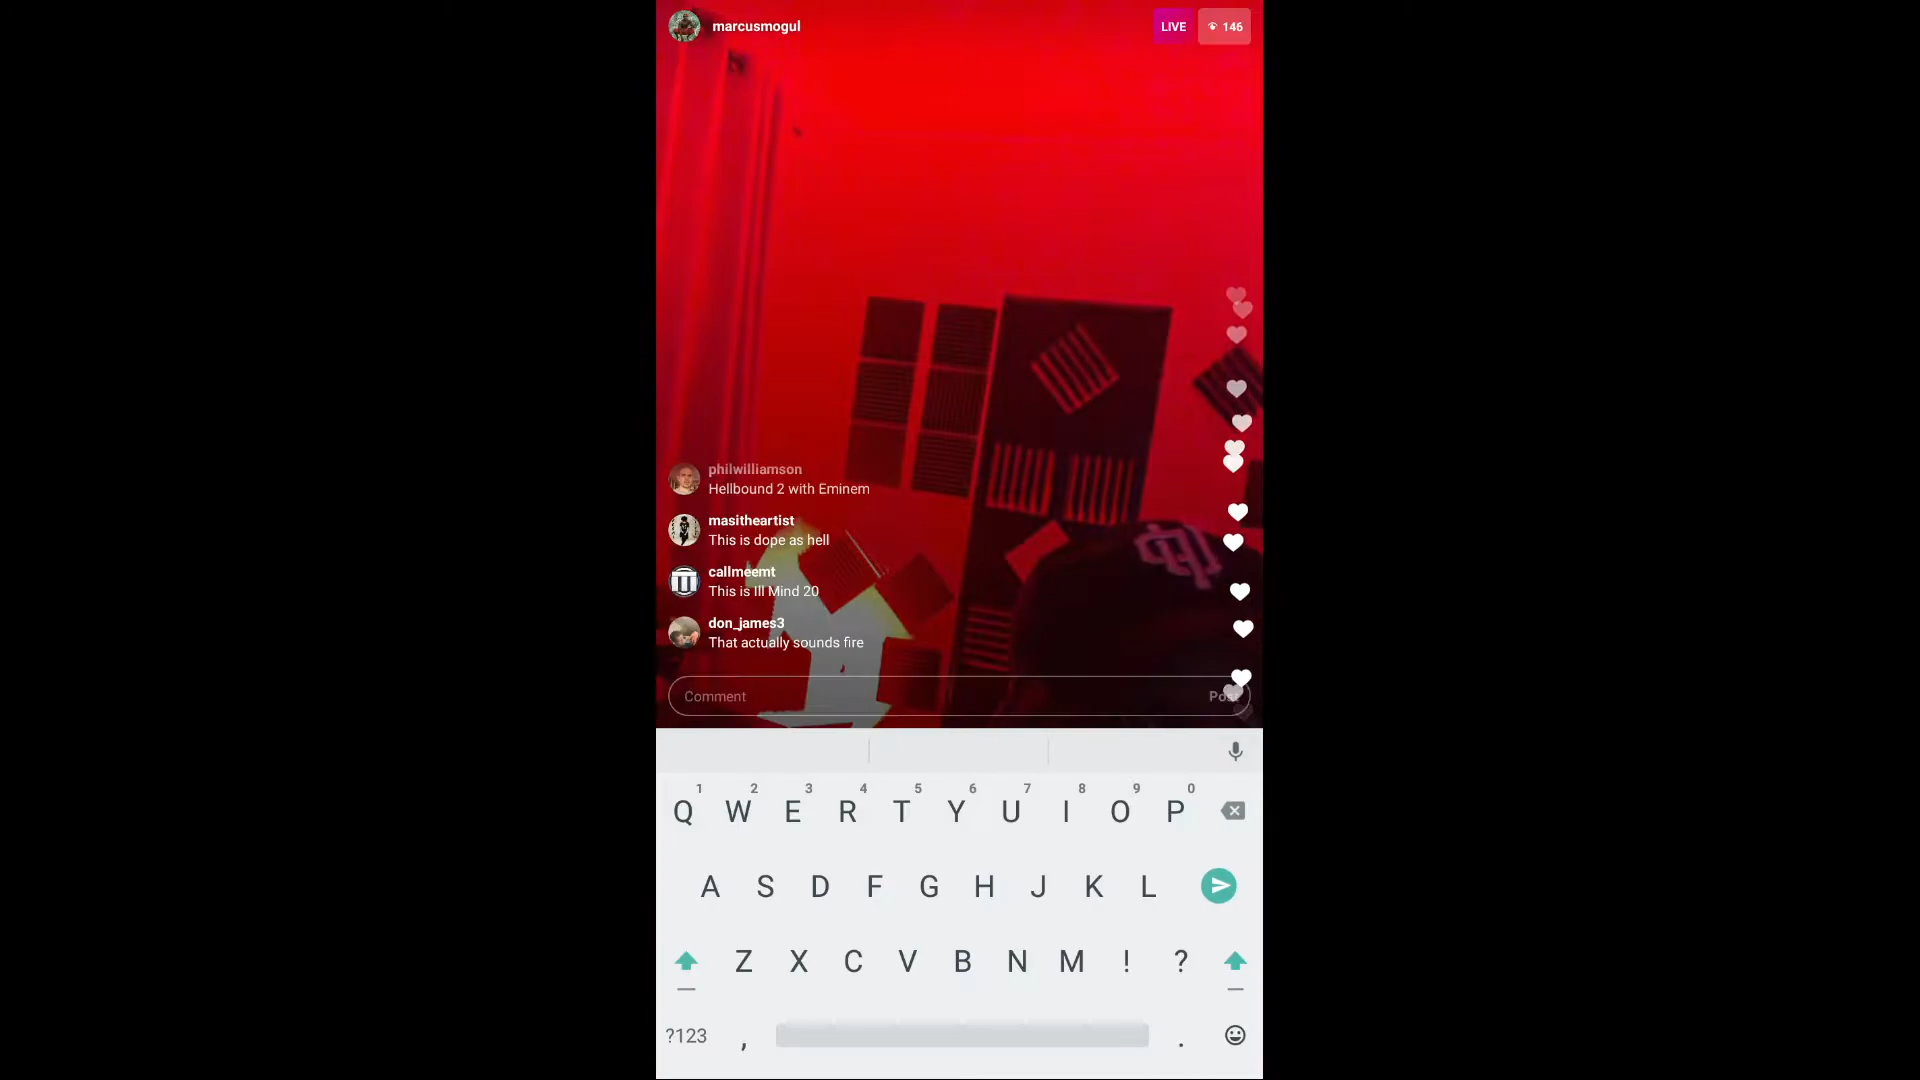 marcusmogul
LIVE
146
philwilliamson
Hellbound 2 with Eminem
masitheartist
This is dope as hell
callmeemt
This is Ill Mind 20
don_james3
That actually sounds fire
Comment
Post
1 2 3 4 5 6 7 8 9 0
Q W E R T Y U I O P
A S D F G H J K L
Z X C V B N M ! ?
?123 , .